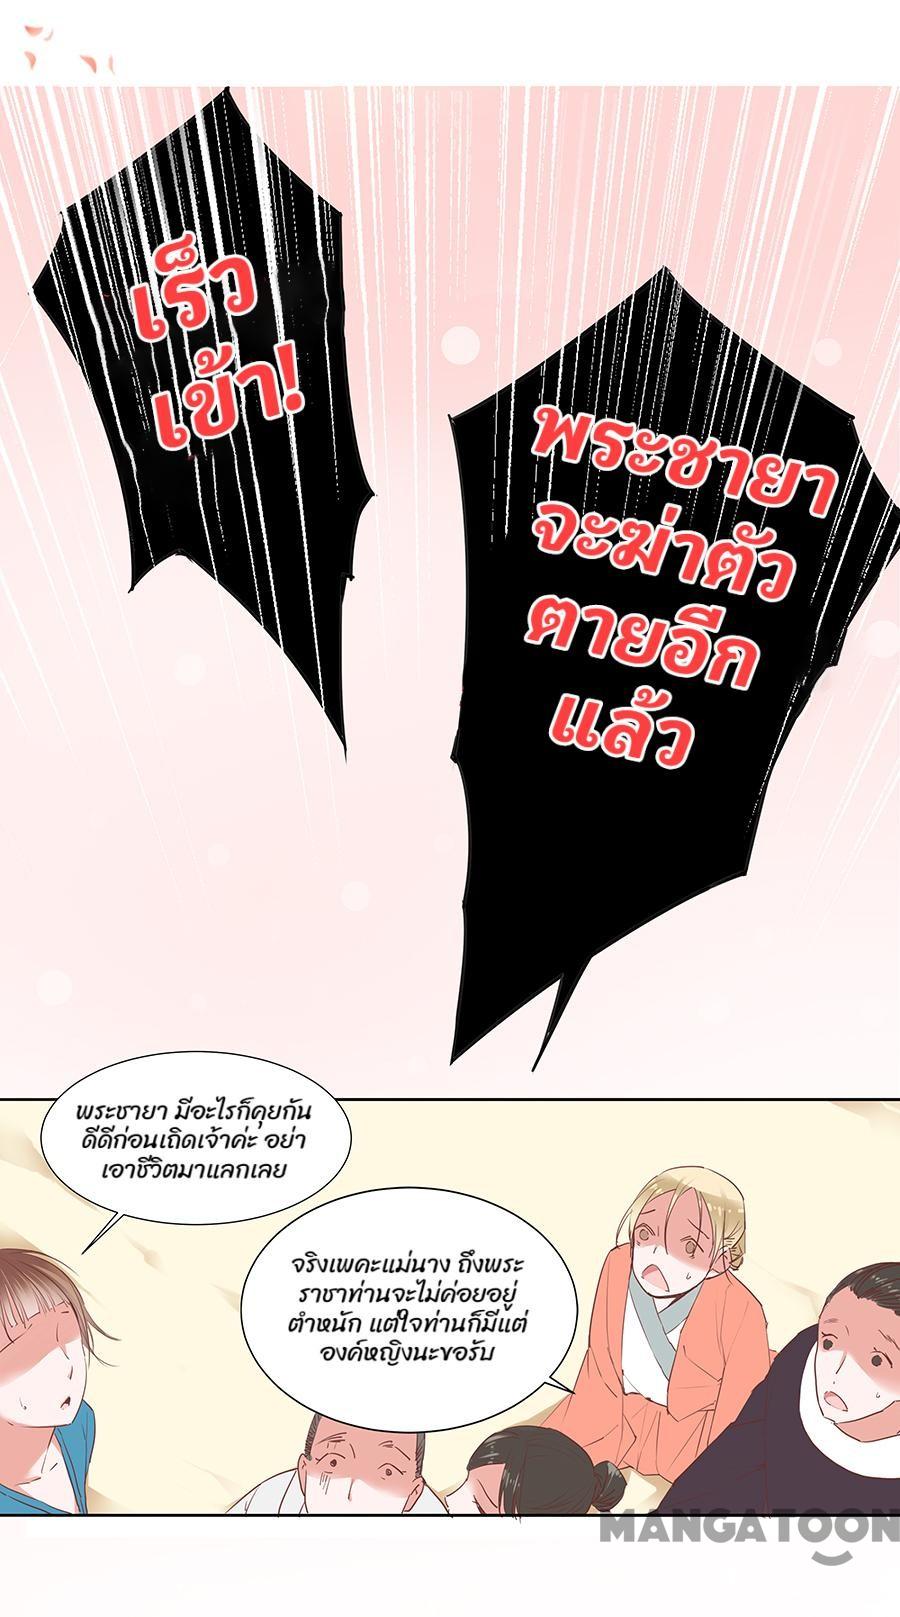 เร็ว
เข้า!
พระชายา
จะฆ่าตัว
ตายอีก
แล้ว
พระชายา มีอะไรก็คุยกัน
ดีดีก่อนเถิดเจ้าค่ะ อย่า
เอาชีวิตมาแลกเลย
จริงเพคะแม่นาง ถึงพระ
ราชาท่านจะไม่ค่อยอยู่
ตำหนัก แต่ใจท่านก็มีแต่
องค์หญิงนะขอรับ
MANGATOON